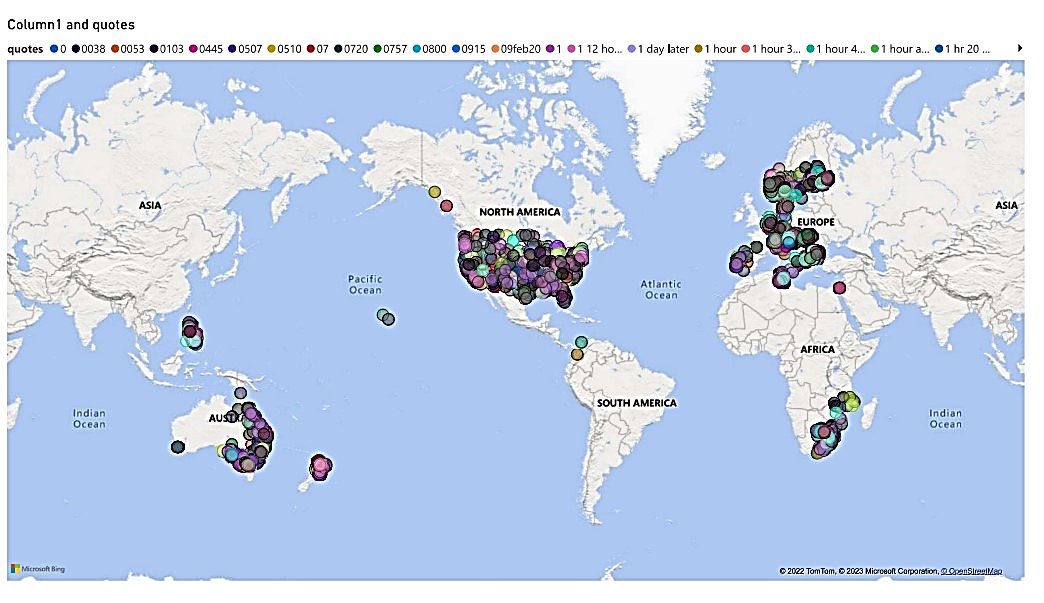 Column1 and quotes
quotes 0 0038 0053 0103 0445 0507 0510 07 0720 0757 0800 0915 09feb20 1 1 12 ho... 1 day later 1 hour 1 hour 3... 1 hour 4... 1 hour a... 1 hr 20 ...
ASIA
NORTH AMERICA
EUROPE
ASIA
Pacific
Ocean
Atlantic
Ocean
AFRICA
SOUTH AMERICA
Indian
Ocean
AUST
Indian
Ocean
Microsoft Bing
© 2022 TomTom, © 2023 Microsoft Corporation, © OpenStreetMap